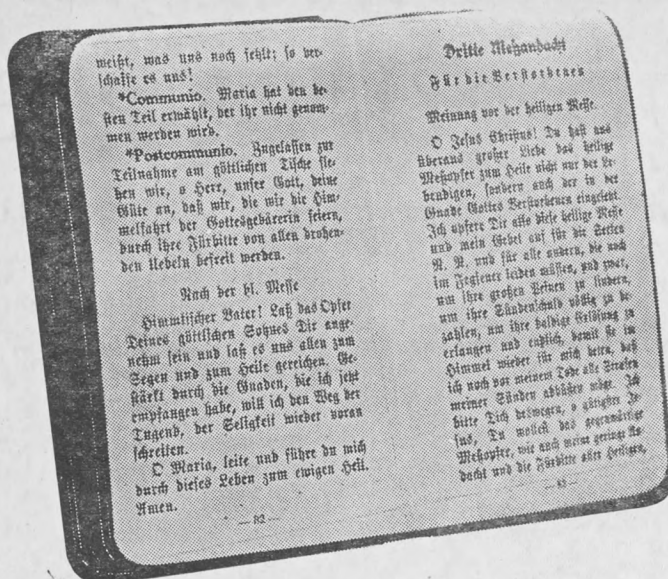 weißt, was uns noch fehlt; so ver-
schaffe es uns!
*Communio. Maria hat den be-
sten Teil erwählt, der ihr nicht genom-
men werden wird.
*Postcommunio. Zugelassen zur
Teilnahme am göttlichen Tische fle-
hen wir, o Herr, unser Gott, deine
Güte an, daß wir, die wir die Him-
melfahrt der Gottesgebärerin feiern,
durch ihre Fürbitte von allen drohen-
den Uebeln befreit werden.
Nach der hl. Messe
Himmlischer Vater! Laß das Opfer
Deines göttlichen Sohnes Dir ange-
nehm sein und laß es uns allen zum
Segen und zum Heile gereichen. Ge-
stärkt durch die Gnaden, die ich jetzt
empfangen habe, will ich den Weg der
Tugend, der Seligkeit wieder voran
schreiten.
O Maria, leite und führe du mich
durch dieses Leben zum ewigen Heil.
Amen.
— 82 —
Dritte Meßandacht
Für die Verstorbenen
Meinung vor der heiligen Messe.
O Jesus Christus! Du hast aus
überaus großer Liebe das heilige
Meßopfer zum Heile nicht nur der Le-
bendigen, sondern auch der in der
Gnade Gottes Verstorbenen eingesetzt.
Ich opfere Dir also diese heilige Messe
und mein Gebet auf für die Seelen
N. N. und für alle andern, die noch
im Fegfeuer leiden müssen, und zwar,
um ihre großen Peinen zu lindern,
um ihre Sündenschuld völlig zu be-
zahlen, um ihre baldige Erlösung zu
erlangen und endlich, damit sie im
Himmel wieder für mich beten, daß
ich noch vor meinem Tode alle Strafen
meiner Sünden abbüßen möge. Ich
bitte Dich deswegen, o gütigster Je-
sus, Du wollest das gegenwärtige
Meßopfer, wie auch meine geringe An-
dacht und die Fürbitte aller Heiligen,
— 83 —